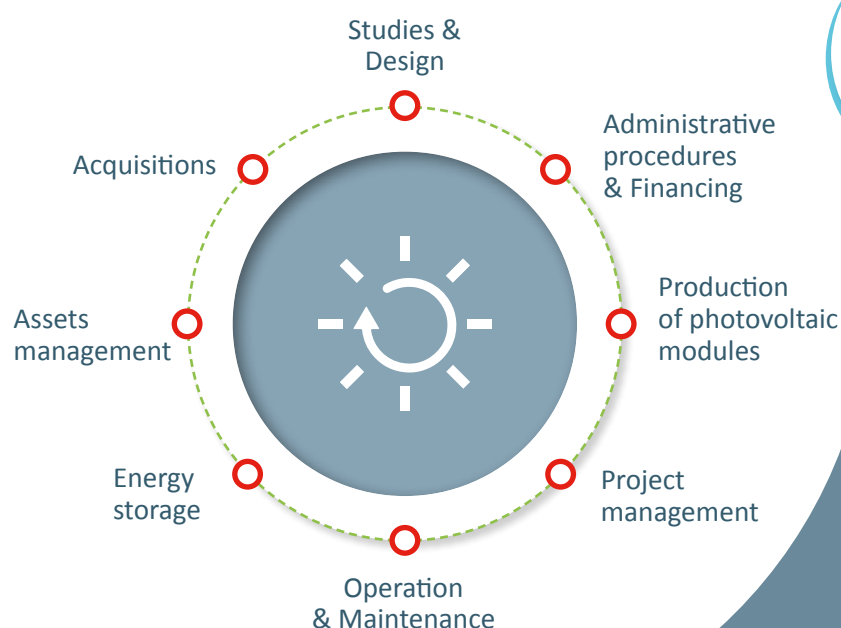 Studies &
Design
Administrative
procedures
& Financing
Production
of photovoltaic
modules
Project
management
Operation
& Maintenance
Energy
storage
Assets
management
Acquisitions